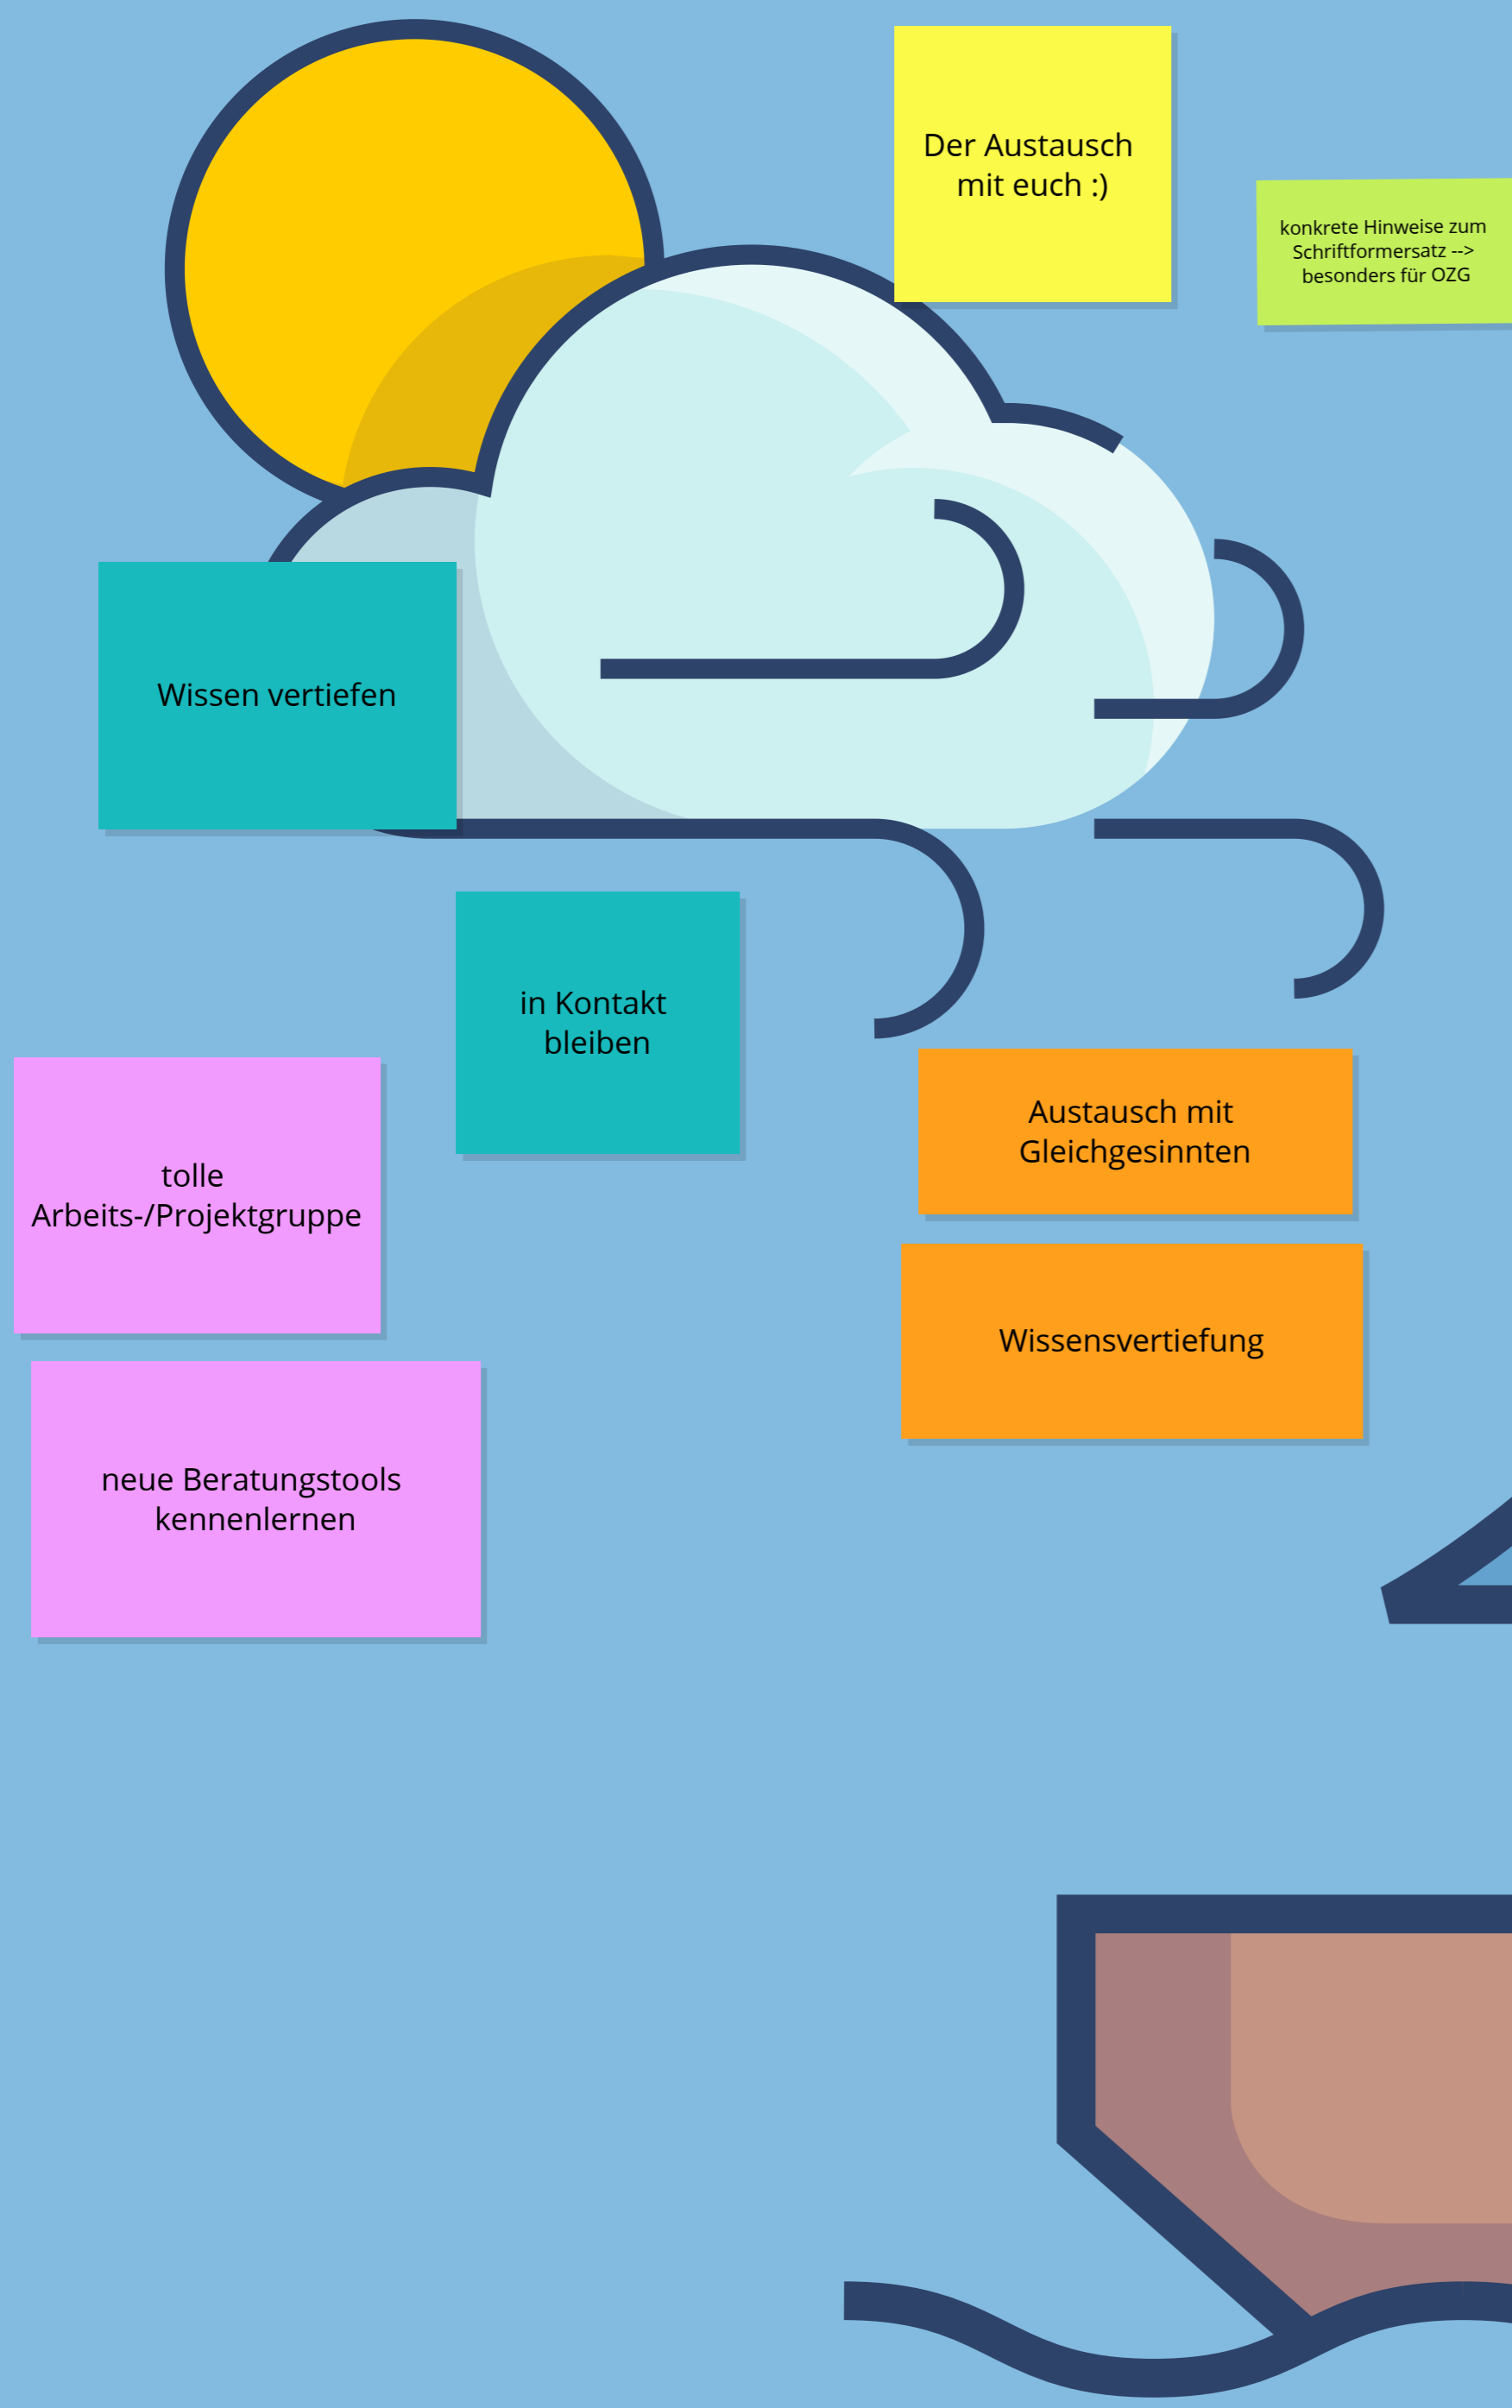 Der Austausch
mit euch :)
konkrete Hinweise zum
Schriftformersatz -->
besonders für OZG
Wissen vertiefen
in Kontakt
bleiben
tolle
Arbeits-/Projektgruppe
Austausch mit
Gleichgesinnten
Wissensvertiefung
neue Beratungstools
kennenlernen